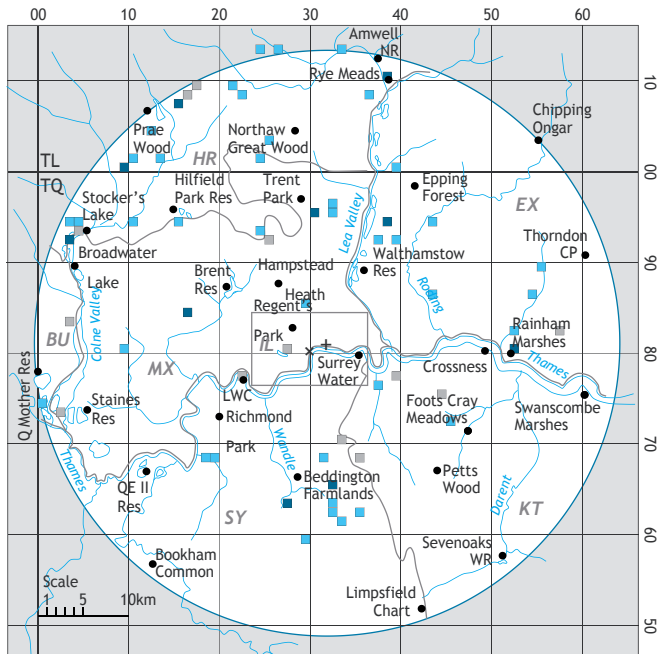 00 10 20 30 40 50 60
Amwell
NR
Rye Meads
10
Chipping
Ongar
Prae
Wood
Northaw
Great Wood
HR
TL
00
TQ
Stocker's
Lake
Hilfield
Park Res
Trent
Park
Epping
Forest
EX
Lea Valley
Thorndon
CP
Broadwater
Lake
Walthamstow
Res
90
Brent
Res
Hampstead
Heath
Roding
Colne Valley
Regent's
Park
IL
BU
Rainham
Marshes
MX
80
Surrey
Water
Crossness
Thames
Q Mother Res
LWC
Staines
Res
Richmond
Park
Foots Cray
Meadows
Swanscombe
Marshes
70
Wandle
Thames
QE II
Res
Beddington
Farmlands
Petts
Wood
Darent
SY
KT
60
Sevenoaks
WR
Bookham
Common
Scale
1 5 10km
Limpsfield
Chart
50